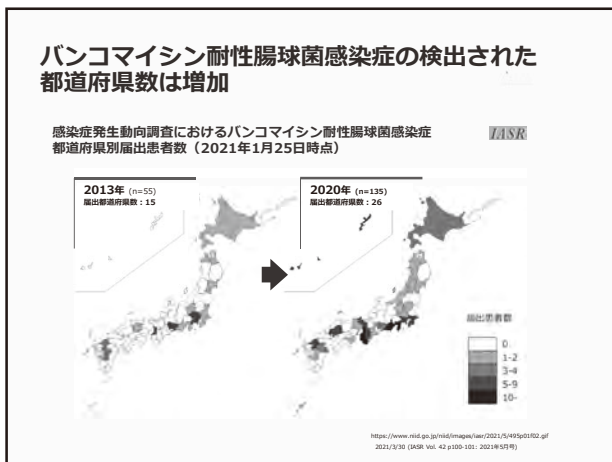 バンコマイシン耐性腸球菌感染症の検出された
都道府県数は増加
感染症発生動向調査におけるバンコマイシン耐性腸球菌感染症
都道府県別届出患者数（2021年1月25日時点）
IASR
2013年 (n=55)
届出都道府県数：15
2020年 (n=135)
届出都道府県数：26
届出患者数
0
1-2
3-4
5-9
10-
https://www.niid.go.jp/niid/images/iasr/2021/5/495p01f02.gif
2021/3/30 (IASR Vol. 42 p100-101: 2021年5月号)